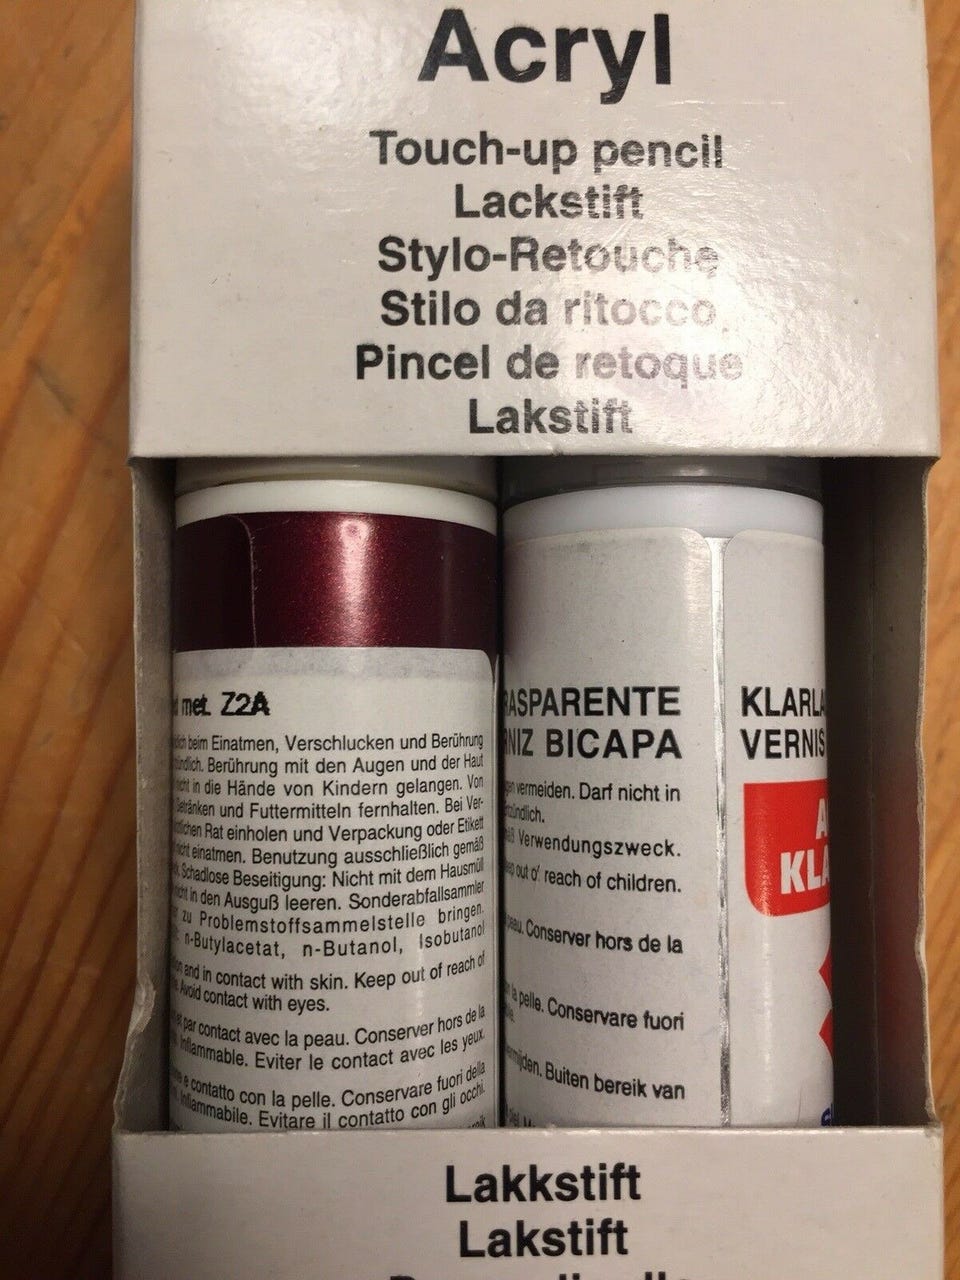 Acryl
Touch-up pencil
Lackstift
Stylo-Retouche
Stilo da ritocco
Pincel de retoque
Lakstift
met. Z2A
beim Einatmen, Verschlucken und Berührung
Berührung mit den Augen und der Haut
nicht in die Hände von Kindern gelangen. Von
Getränken und Futtermitteln fernhalten. Bei Ver-
Rat einholen und Verpackung oder Etikett
nicht einatmen. Benutzung ausschließlich gemäß
Schadlose Beseitigung: Nicht mit dem Hausmüll
nicht in den Ausguß leeren. Sonderabfallsammler
zu Problemstoffsammelstelle bringen.
n-Butylacetat, n-Butanol, Isobutanol
and in contact with skin. Keep out of reach of
Avoid contact with eyes.
par contact avec la peau. Conserver hors de la
Inflammable. Eviter le contact avec les yeux.
e contatto con la pelle. Conservare fuori della
Inflammabile. Evitare il contatto con gli occhi.
RASPARENTE
NIZ BICAPA
vermeiden. Darf nicht in
Verwendungszweck.
out of reach of children.
peau. Conserver hors de la
la pelle. Conservare fuori
Buiten bereik van
KLARLA
VERNIS
A
KLA
Lakkstift
Lakstift